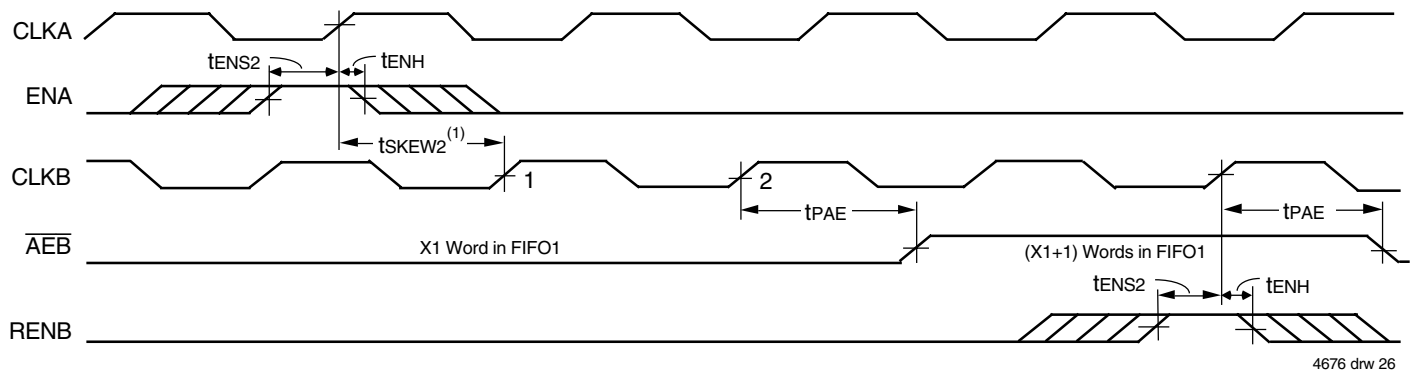 CLKA
tENS2 tENH
ENA
tSKEW2(1)
CLKB 1 2
tPAE tPAE
AEB X1 Word in FIFO1 (X1+1) Words in FIFO1
tENS2 tENH
RENB
4676 drw 26